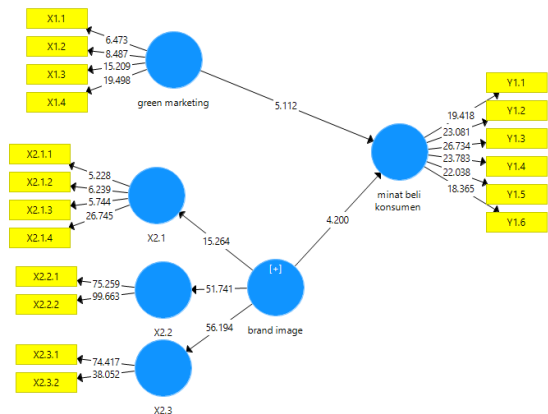 X1.1
6.473
X1.2
8.487
X1.3
15.209
X1.4
19.498
green marketing
5.112
Y1.1
19.418
Y1.2
23.081
Y1.3
26.734
Y1.4
23.783
Y1.5
22.038
Y1.6
18.365
minat beli
konsumen
4.200
X2.1.1
5.228
X2.1.2
6.239
X2.1.3
5.744
X2.1.4
26.745
X2.1
15.264
[+]
brand image
X2.2.1
75.259
X2.2.2
99.663
51.741
X2.2
56.194
X2.3.1
74.417
X2.3.2
38.052
X2.3